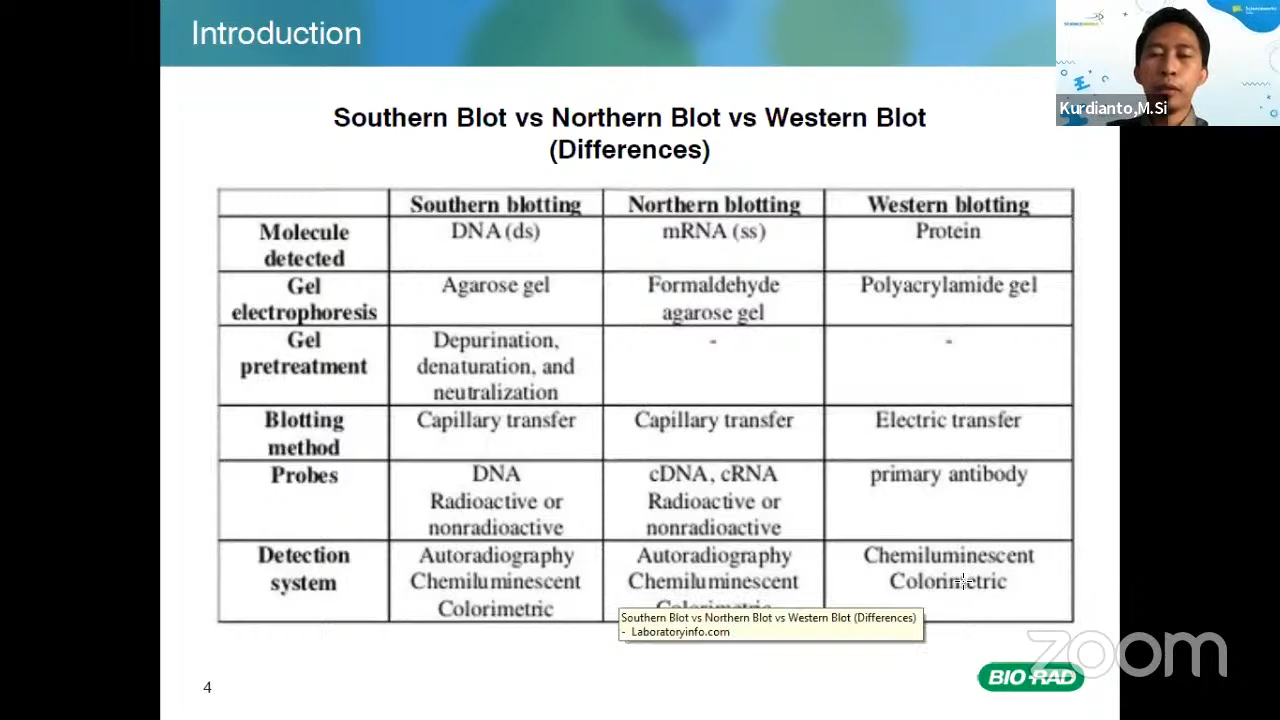 Introduction
Kurdianto,M.Si
Southern Blot vs Northern Blot vs Western Blot
(Differences)
Southern blotting Northern blotting Western blotting
Molecule detected DNA (ds) mRNA (ss) Protein
Gel electrophoresis Agarose gel Formaldehyde agarose gel Polyacrylamide gel
Gel pretreatment Depurination, denaturation, and neutralization - -
Blotting method Capillary transfer Capillary transfer Electric transfer
Probes DNA Radioactive or nonradioactive cDNA, cRNA Radioactive or nonradioactive primary antibody
Detection system Autoradiography Chemiluminescent Colorimetric Autoradiography Chemiluminescent Colorimetric Chemiluminescent Colorimetric
Southern Blot vs Northern Blot vs Western Blot (Differences)
- Laboratoryinfo.com
zoom
BIO-RAD
4